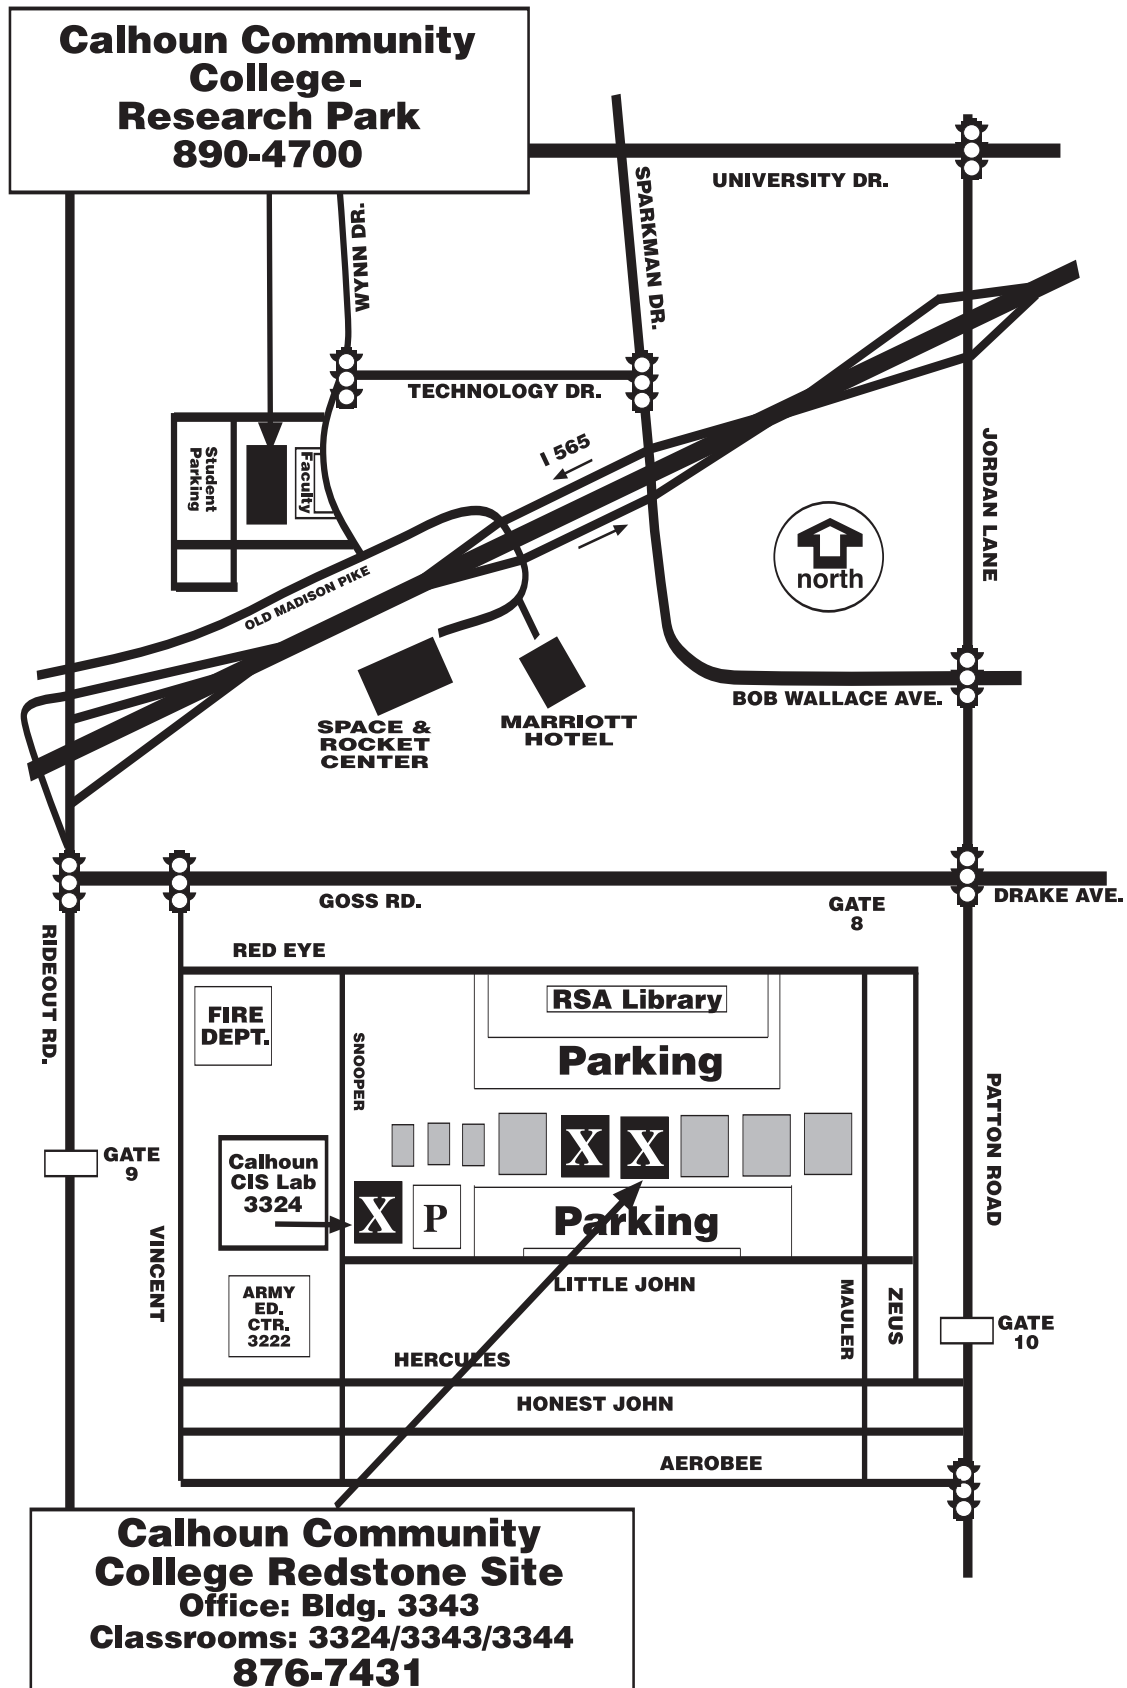 Calhoun Community
College-
Research Park
890-4700
UNIVERSITY DR.
WYNN DR.
SPARKMAN DR.
TECHNOLOGY DR.
Student
Parking
Faculty
I 565
JORDAN LANE
north
OLD MADISON PIKE
BOB WALLACE AVE.
SPACE &
ROCKET
CENTER
MARRIOTT
HOTEL
GOSS RD.
GATE
8
DRAKE AVE.
RIDEOUT RD.
RED EYE
FIRE
DEPT.
SNOOPER
RSA Library
Parking
PATTON ROAD
GATE
9
X
X
Calhoun
CIS Lab
3324
X
P
Parking
VINCENT
LITTLE JOHN
ARMY
ED.
CTR.
3222
MAULER
ZEUS
GATE
10
HERCULES
HONEST JOHN
AEROBEE
Calhoun Community
College Redstone Site
Office: Bldg. 3343
Classrooms: 3324/3343/3344
876-7431